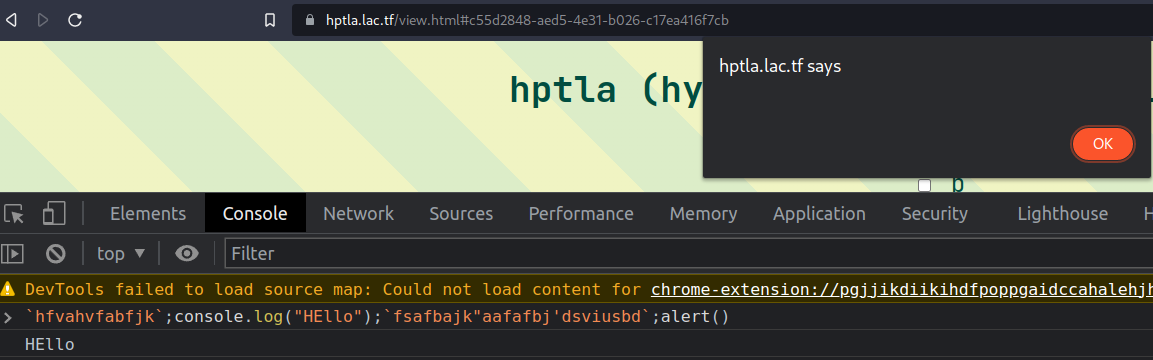 hptla.lac.tf/view.html#c55d2848-aed5-4e31-b026-c17ea416f7cb
hptla.lac.tf says
hptla (hy
OK
b
Elements Console Network Sources Performance Memory Application Security Lighthouse
top ▼ Filter
DevTools failed to load source map: Could not load content for chrome-extension://pgjjikdiikihdfpoppgaidccahalehjh
> `hfvahvfabfjk`;console.log("HEllo");`fsafbajk"aafafbj'dsviusbd`;alert()
HEllo